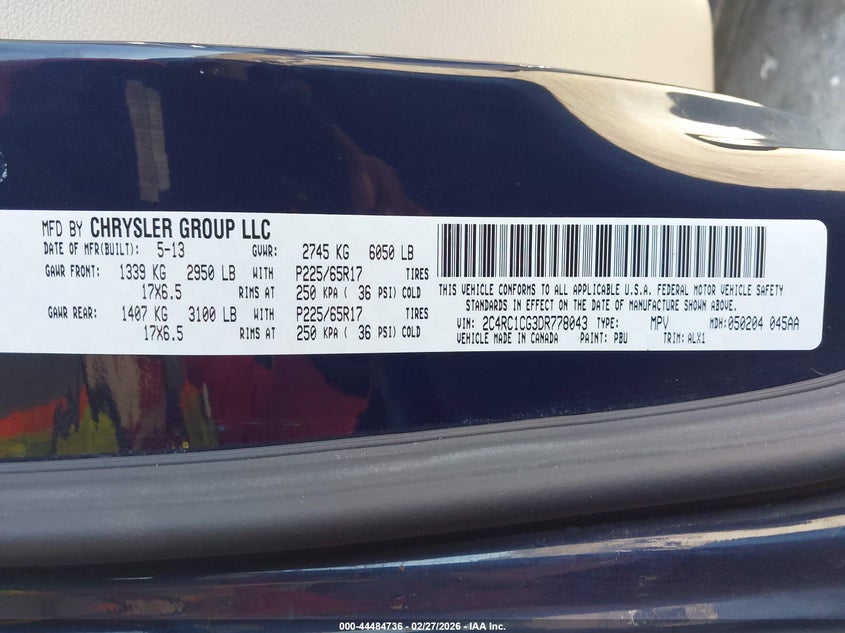 MFD BY CHRYSLER GROUP LLC
DATE OF MFR(BUILT): 5-13 GVWR: 2745 KG 6050 LB
GAWR FRONT: 1339 KG 2950 LB WITH P225/65R17 TIRES
17X6.5 RIMS AT 250 KPA ( 36 PSI) COLD
GAWR REAR: 1407 KG 3100 LB WITH P225/65R17 TIRES
17X6.5 RIMS AT 250 KPA ( 36 PSI) COLD
THIS VEHICLE CONFORMS TO ALL APPLICABLE U.S.A. FEDERAL MOTOR VEHICLE SAFETY
STANDARDS IN EFFECT ON THE DATE OF MANUFACTURE SHOWN ABOVE.
VIN: 2C4RC1CG3DR778043 TYPE: MPV MDH:050204 045AA
VEHICLE MADE IN CANADA PAINT: PBU TRIM: ALX1
000-44484736 - 02/27/2026 - IAA Inc.